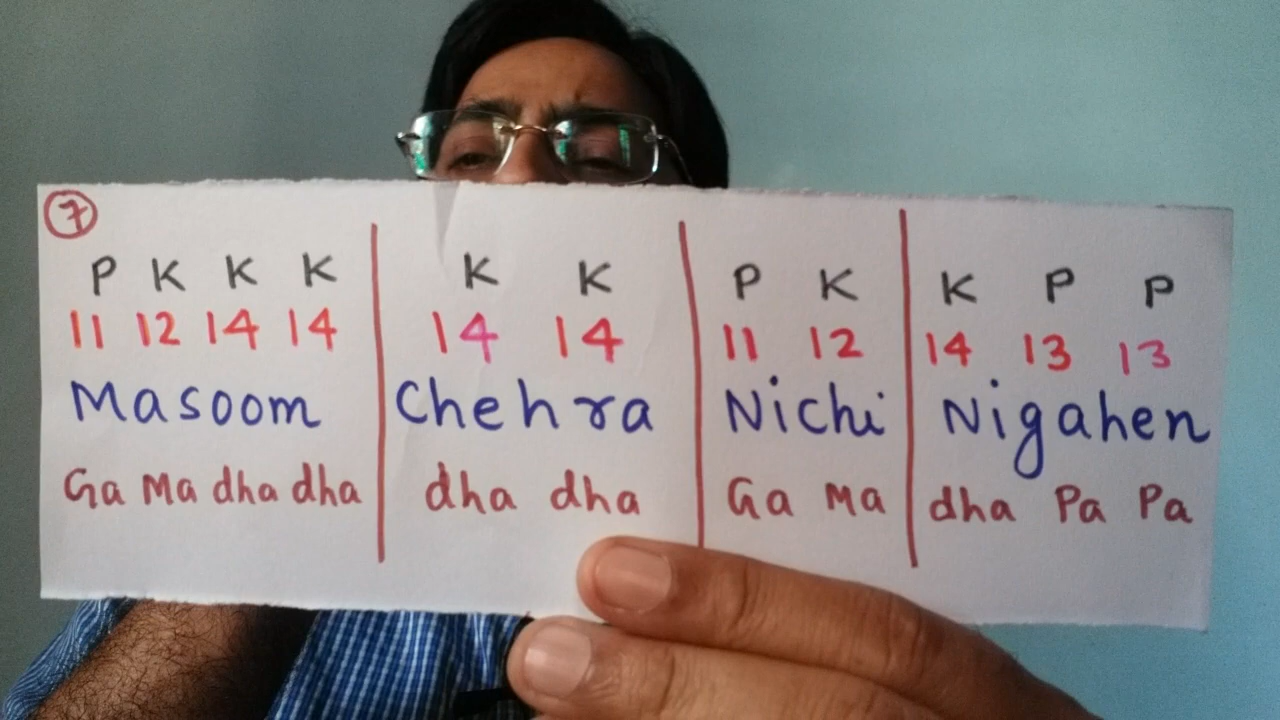 7
P K K K K K P K K P P
11 12 14 14 14 14 11 12 14 13 13
Masoom Chehra Nichi Nigahen
Ga Ma dha dha dha dha Ga Ma dha Pa Pa